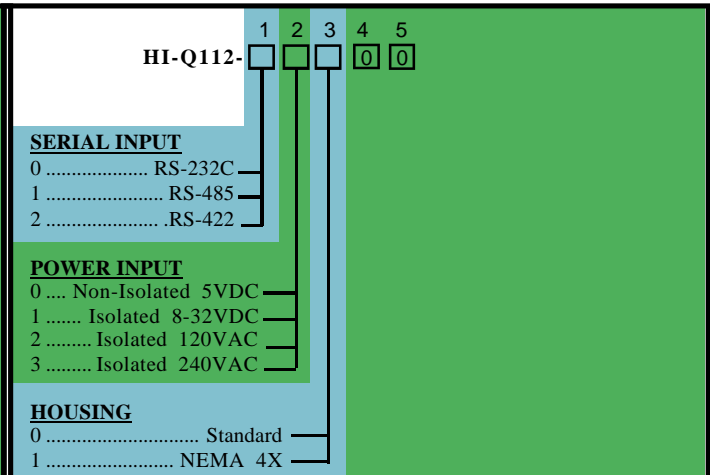 1 2 3 4 5
HI-Q112- 0 0
SERIAL INPUT
0 .................... RS-232C
1 ....................... RS-485
2 ...................... .RS-422
POWER INPUT
0 .... Non-Isolated 5VDC
1 ....... Isolated 8-32VDC
2 ......... Isolated 120VAC
3 ......... Isolated 240VAC
HOUSING
0 .............................. Standard
1 ......................... NEMA 4X